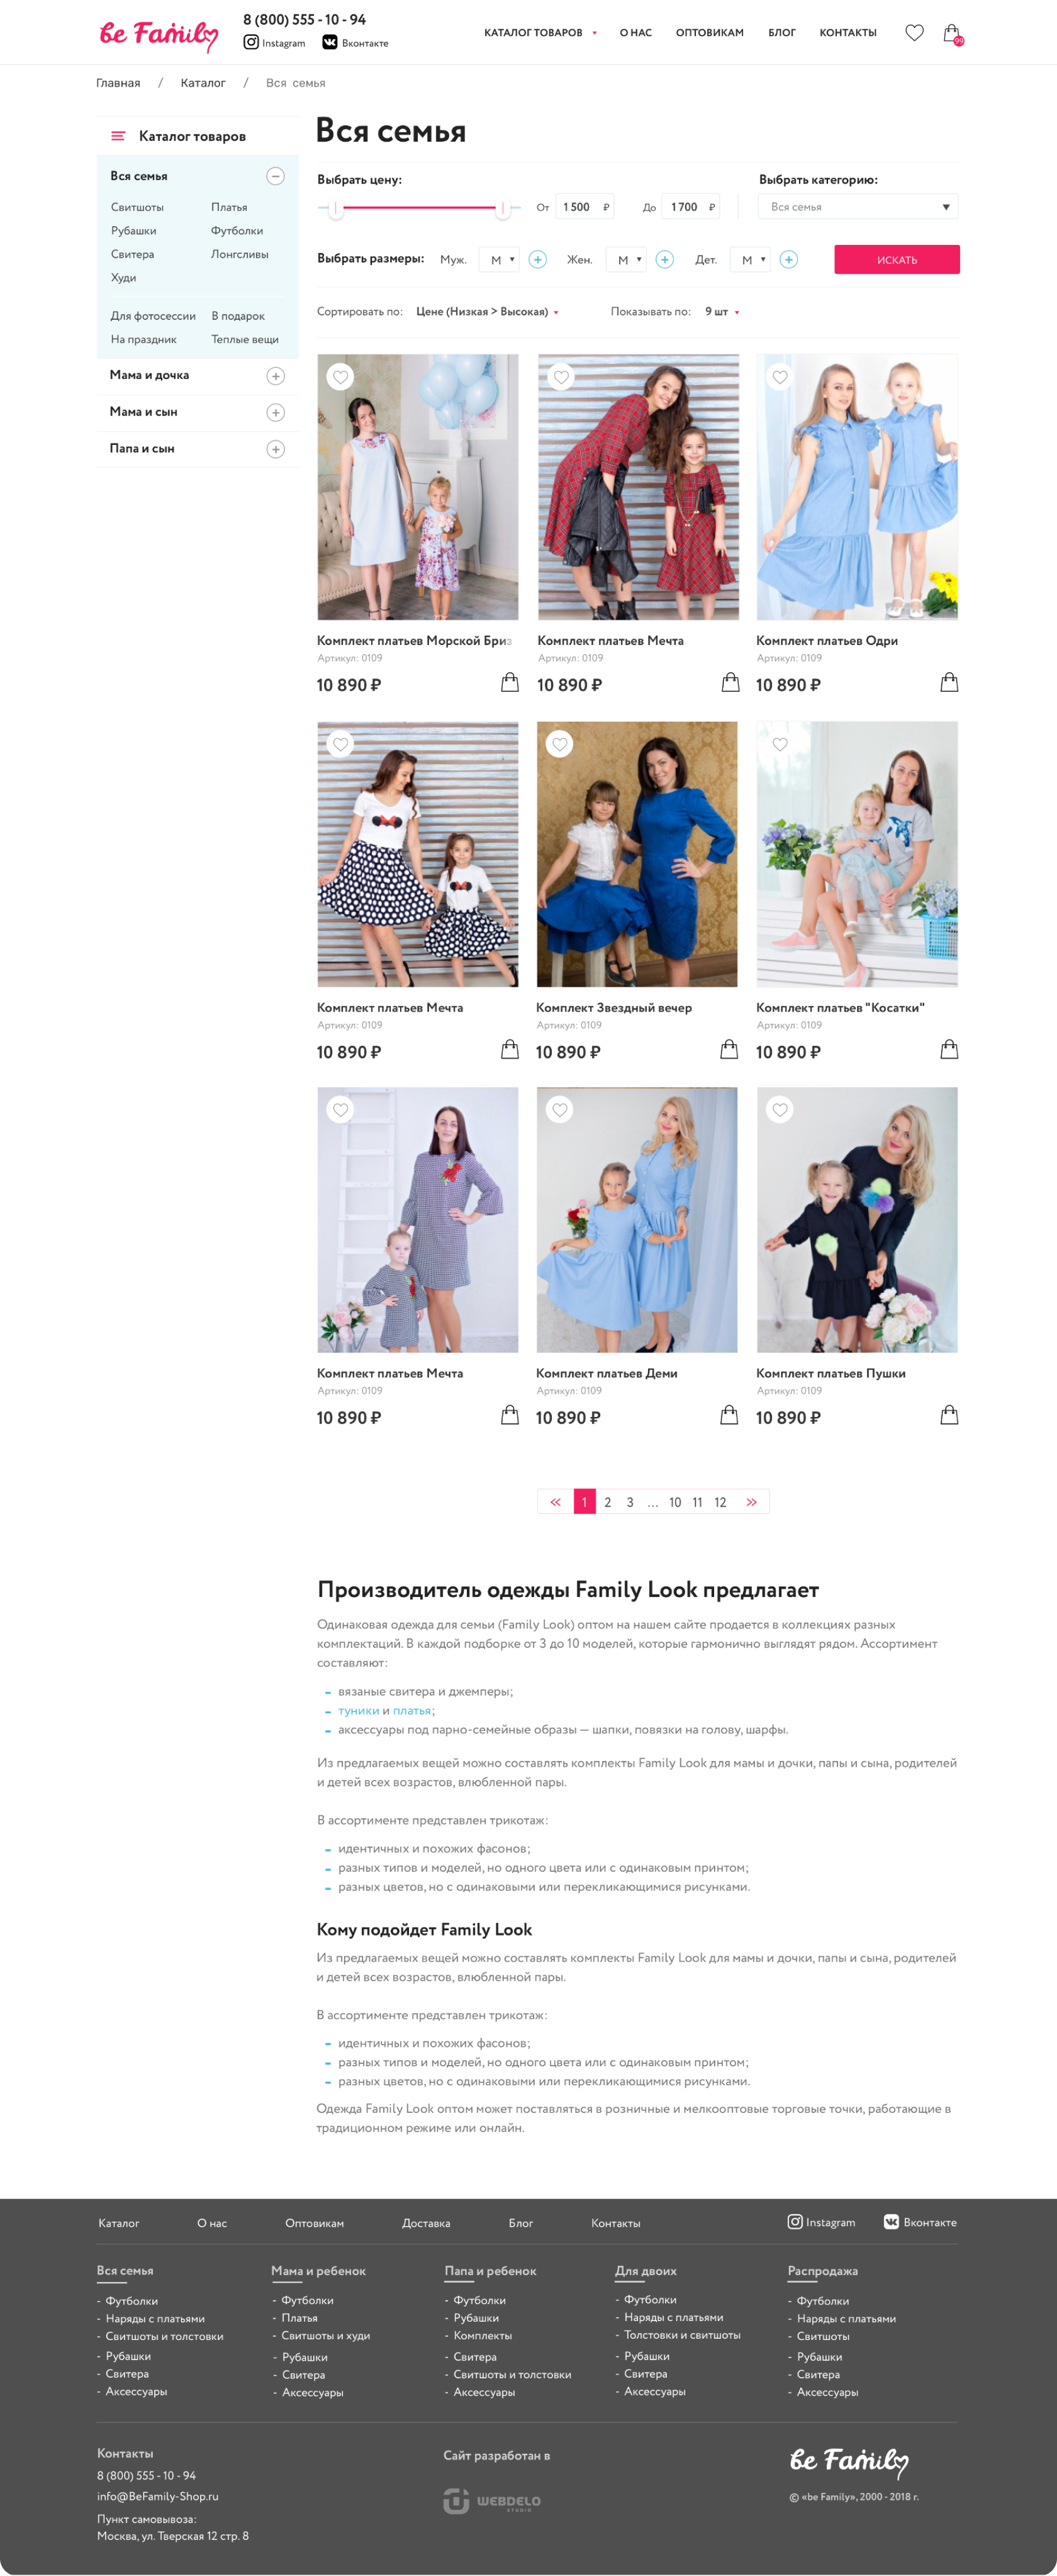 be Family
8 (800) 555 - 10 - 94
Instagram Вконтакте
КАТАЛОГ ТОВАРОВ О НАС ОПТОВИКАМ БЛОГ КОНТАКТЫ
99
Главная / Каталог / Вся семья
Каталог товаров
Вся семья
Свитшоты Платья
Рубашки Футболки
Свитера Лонгсливы
Худи
Для фотосессии В подарок
На праздник Теплые вещи
Мама и дочка
Мама и сын
Папа и сын
Вся семья
Выбрать цену: Выбрать категорию:
От 1 500 ₽ До 1 700 ₽ Вся семья
Выбрать размеры: Муж. M Жен. M Дет. M ИСКАТЬ
Сортировать по: Цене (Низкая > Высокая) Показывать по: 9 шт
Комплект платьев Морской Бриз Комплект платьев Мечта Комплект платьев Одри
Артикул: 0109 Артикул: 0109 Артикул: 0109
10 890 ₽ 10 890 ₽ 10 890 ₽
Комплект платьев Мечта Комплект Звездный вечер Комплект платьев "Косатки"
Артикул: 0109 Артикул: 0109 Артикул: 0109
10 890 ₽ 10 890 ₽ 10 890 ₽
Комплект платьев Мечта Комплект платьев Деми Комплект платьев Пушки
Артикул: 0109 Артикул: 0109 Артикул: 0109
10 890 ₽ 10 890 ₽ 10 890 ₽
« 1 2 3 ... 10 11 12 »
Производитель одежды Family Look предлагает
Одинаковая одежда для семьи (Family Look) оптом на нашем сайте продается в коллекциях разных
комплектаций. В каждой подборке от 3 до 10 моделей, которые гармонично выглядят рядом. Ассортимент
составляют:
- вязаные свитера и джемперы;
- туники и платья;
- аксессуары под парно-семейные образы — шапки, повязки на голову, шарфы.
Из предлагаемых вещей можно составлять комплекты Family Look для мамы и дочки, папы и сына, родителей
и детей всех возрастов, влюбленной пары.
В ассортименте представлен трикотаж:
- идентичных и похожих фасонов;
- разных типов и моделей, но одного цвета или с одинаковым принтом;
- разных цветов, но с одинаковыми или перекликающимися рисунками.
Кому подойдет Family Look
Из предлагаемых вещей можно составлять комплекты Family Look для мамы и дочки, папы и сына, родителей
и детей всех возрастов, влюбленной пары.
В ассортименте представлен трикотаж:
- идентичных и похожих фасонов;
- разных типов и моделей, но одного цвета или с одинаковым принтом;
- разных цветов, но с одинаковыми или перекликающимися рисунками.
Одежда Family Look оптом может поставляться в розничные и мелкооптовые торговые точки, работающие в
традиционном режиме или онлайн.
Каталог О нас Оптовикам Доставка Блог Контакты Instagram Вконтакте
Вся семья Мама и ребенок Папа и ребенок Для двоих Распродажа
- Футболки - Футболки - Футболки - Футболки - Футболки
- Наряды с платьями - Платья - Рубашки - Наряды с платьями - Наряды с платьями
- Свитшоты и толстовки - Свитшоты и худи - Комплекты - Толстовки и свитшоты - Свитшоты
- Рубашки - Рубашки - Свитера - Рубашки - Рубашки
- Свитера - Свитера - Свитшоты и толстовки - Свитера - Свитера
- Аксессуары - Аксессуары - Аксессуары - Аксессуары - Аксессуары
Контакты Сайт разработан в be Family
8 (800) 555 - 10 - 94
info@BeFamily-Shop.ru WEBDELO STUDIO © «be Family», 2000 - 2018 г.
Пункт самовывоза:
Москва, ул. Тверская 12 стр. 8